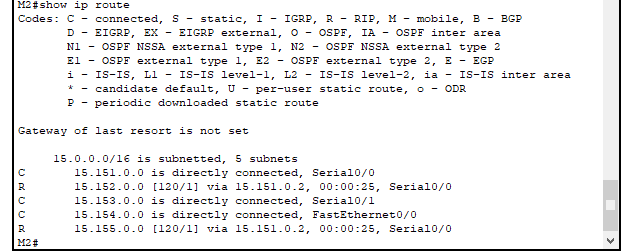 M2#show ip route
Codes: C - connected, S - static, I - IGRP, R - RIP, M - mobile, B - BGP
D - EIGRP, EX - EIGRP external, O - OSPF, IA - OSPF inter area
N1 - OSPF NSSA external type 1, N2 - OSPF NSSA external type 2
E1 - OSPF external type 1, E2 - OSPF external type 2, E - EGP
i - IS-IS, L1 - IS-IS level-1, L2 - IS-IS level-2, ia - IS-IS inter area
* - candidate default, U - per-user static route, o - ODR
P - periodic downloaded static route
Gateway of last resort is not set
15.0.0.0/16 is subnetted, 5 subnets
C 15.151.0.0 is directly connected, Serial0/0
R 15.152.0.0 [120/1] via 15.151.0.2, 00:00:25, Serial0/0
C 15.153.0.0 is directly connected, Serial0/1
C 15.154.0.0 is directly connected, FastEthernet0/0
R 15.155.0.0 [120/1] via 15.151.0.2, 00:00:25, Serial0/0
M2#